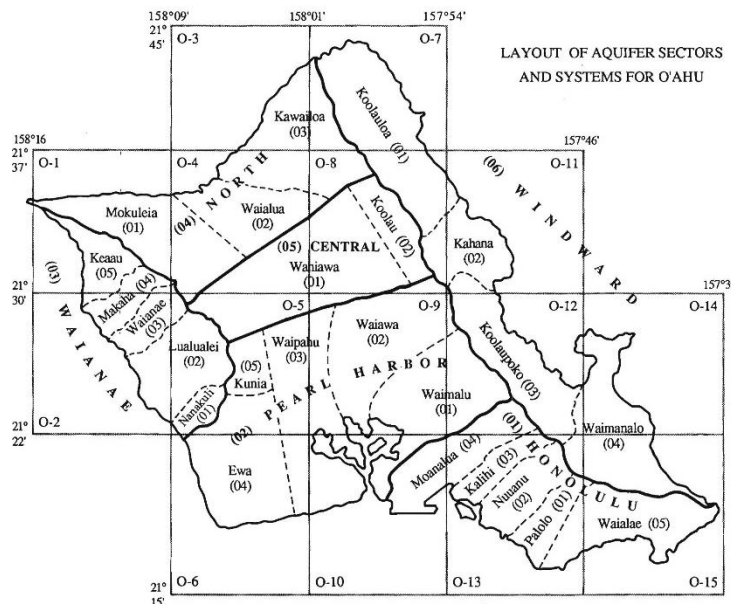 158°09'
158°01'
157°54'
21°
45'
O-3
O-7
LAYOUT OF AQUIFER SECTORS
AND SYSTEMS FOR O'AHU
Kawailoa
(03)
Koolauloa (01)
158°16
157°46
21°
37'
O-1
O-4
O-8
O-11
(04) NORTH
(06) WINDWARD
Mokuleia
(01)
Waialua
(02)
Koolau (02)
Keaau
(05)
(05) CENTRAL
Kahana
(02)
Makaha (04)
Wahiawa
(01)
Waianae
(03)
(03) WAIANAE
157°3
21°
30'
O-5
O-9
O-12
O-14
Lualualei
(02)
Waipahu
(03)
Waiawa
(02)
Koolaupoko (03)
(05)
Kunia
(02) PEARL HARBOR
Nanakuli
(01)
Waimalu
(01)
Waimanalo
(04)
21°
22'
O-2
(01) HONOLULU
Moanalua (04)
Kalihi (03)
Ewa
(04)
Nuuanu
(02)
Palolo (01)
Waialae (05)
21°
15'
O-6
O-10
O-13
O-15